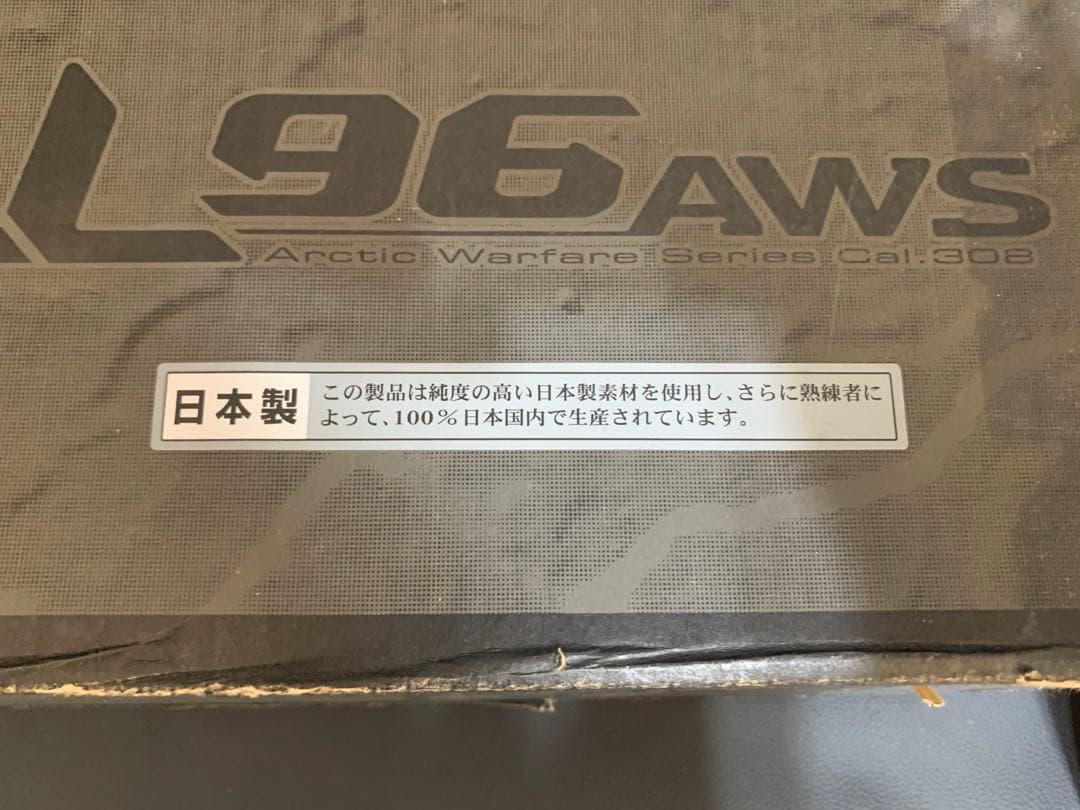 L96 AWS
Arctic Warfare Series Cal.308
日本製
この製品は純度の高い日本製素材を使用し、さらに熟練者に
よって、100%日本国内で生産されています。